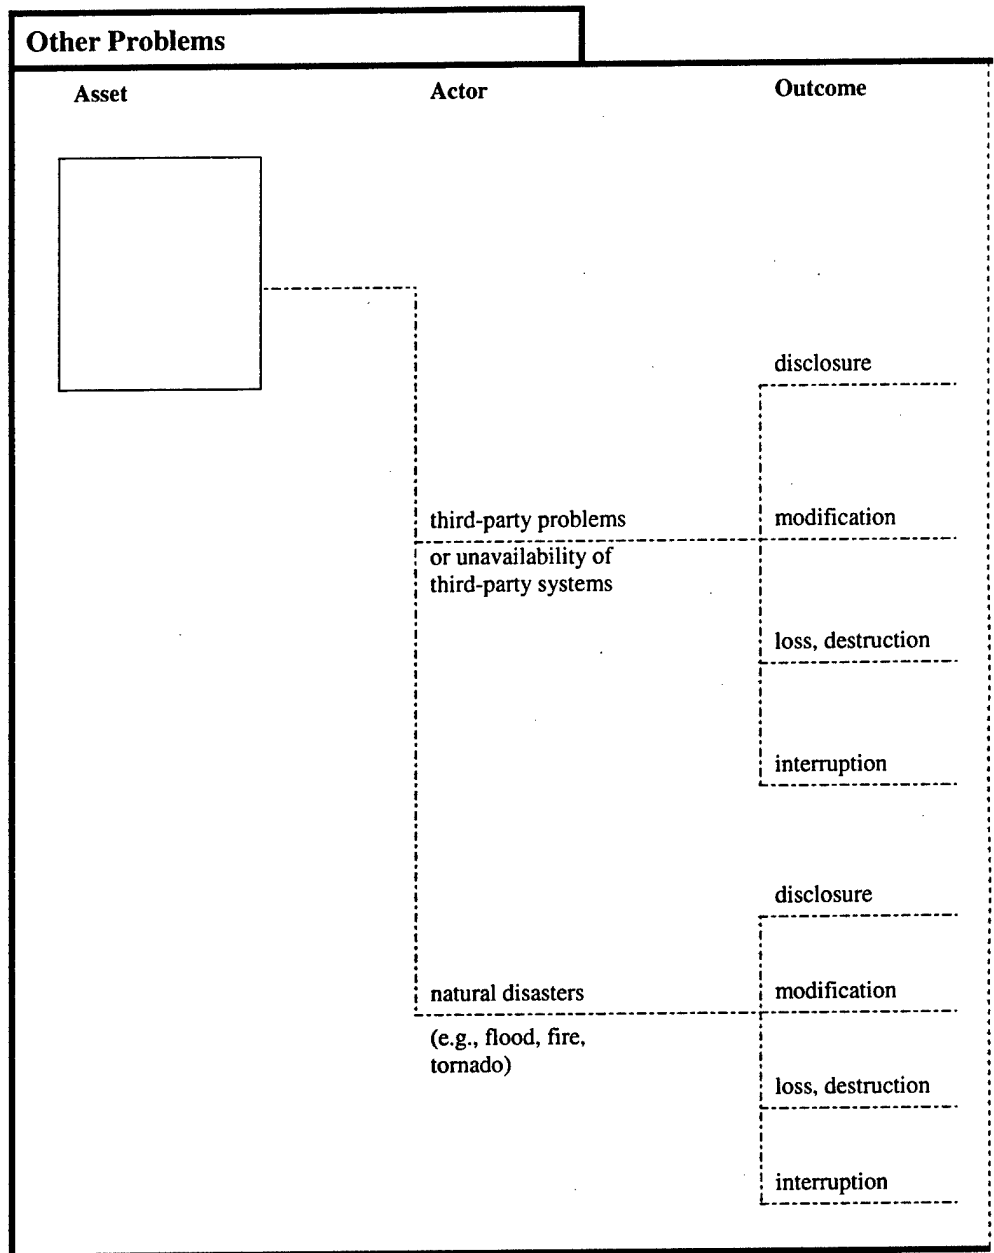 Other Problems
Asset Actor Outcome
disclosure
third-party problems modification
or unavailability of
third-party systems
loss, destruction
interruption
disclosure
natural disasters modification
(e.g., flood, fire,
tornado)
loss, destruction
interruption